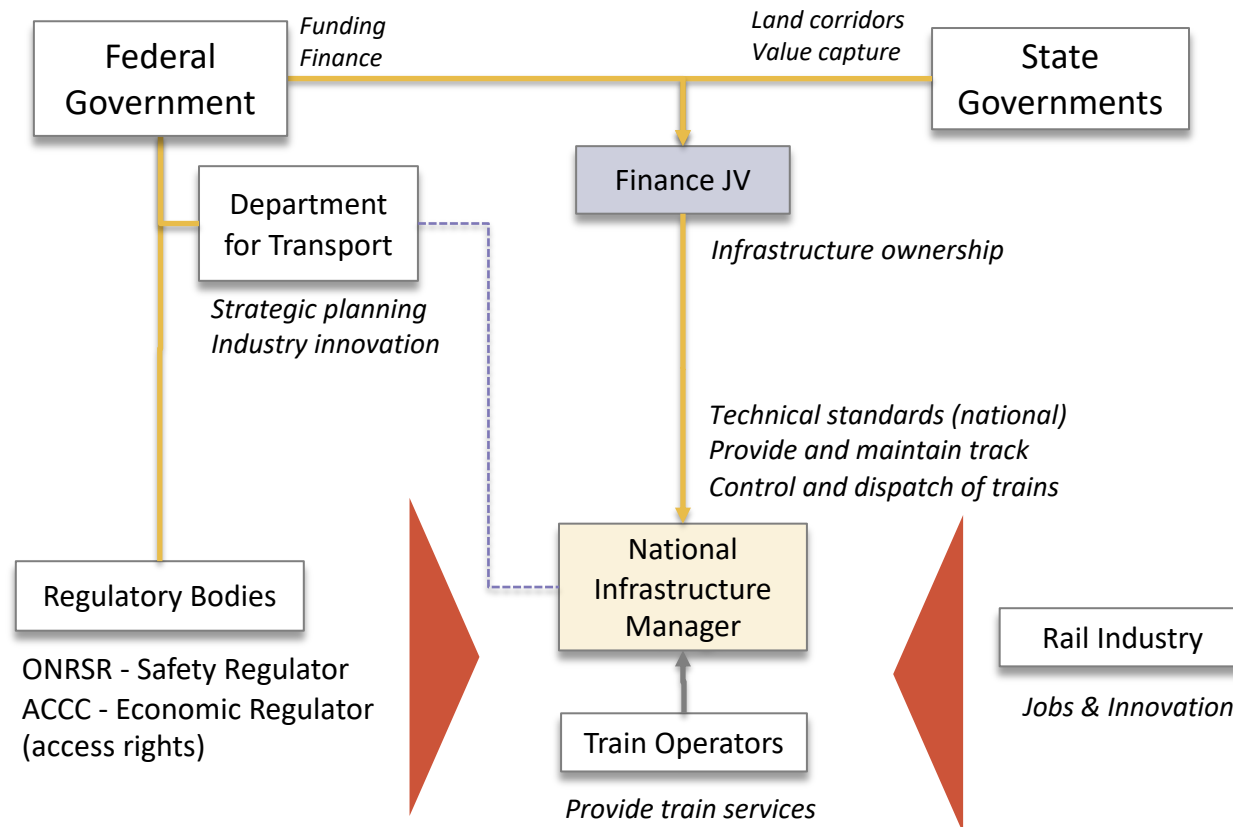 Federal
Government
Funding
Finance
Land corridors
Value capture
State
Governments
Finance JV
Department
for Transport
Infrastructure ownership
Strategic planning
Industry innovation
Technical standards (national)
Provide and maintain track
Control and dispatch of trains
National
Infrastructure
Manager
Regulatory Bodies
ONRSR - Safety Regulator
ACCC - Economic Regulator
(access rights)
Rail Industry
Jobs & Innovation
Train Operators
Provide train services